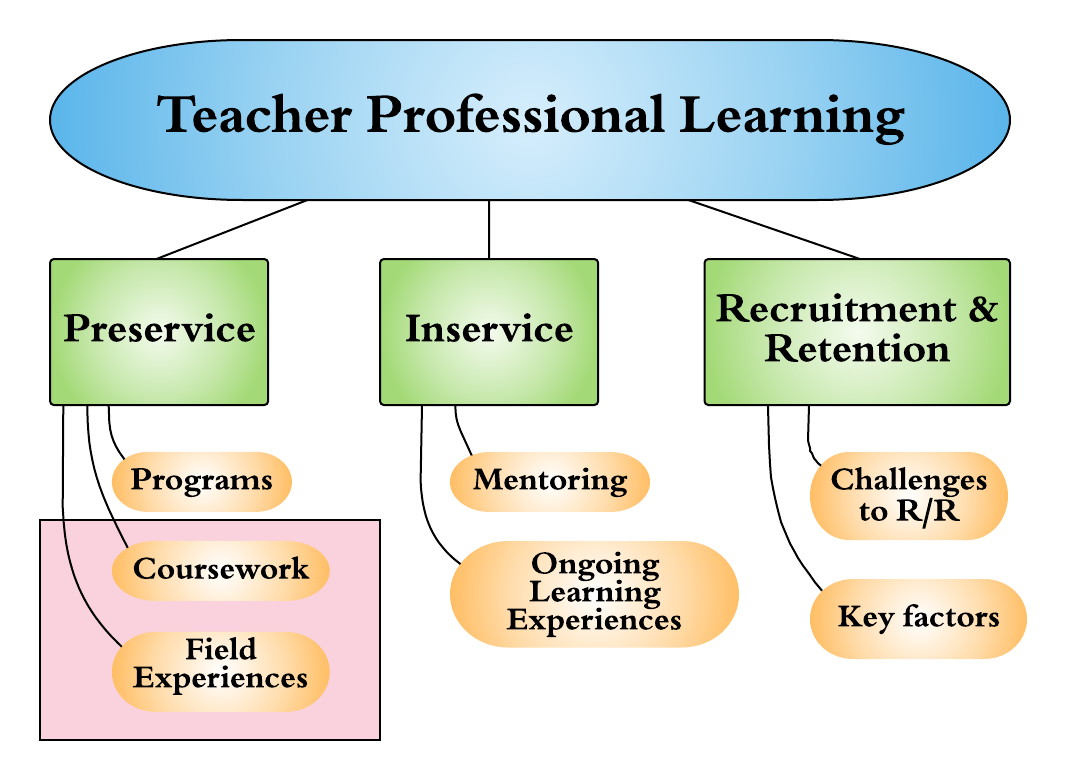 Teacher Professional Learning
Preservice
Inservice
Recruitment &
Retention
Programs
Coursework
Field
Experiences
Mentoring
Ongoing
Learning
Experiences
Challenges
to R/R
Key factors